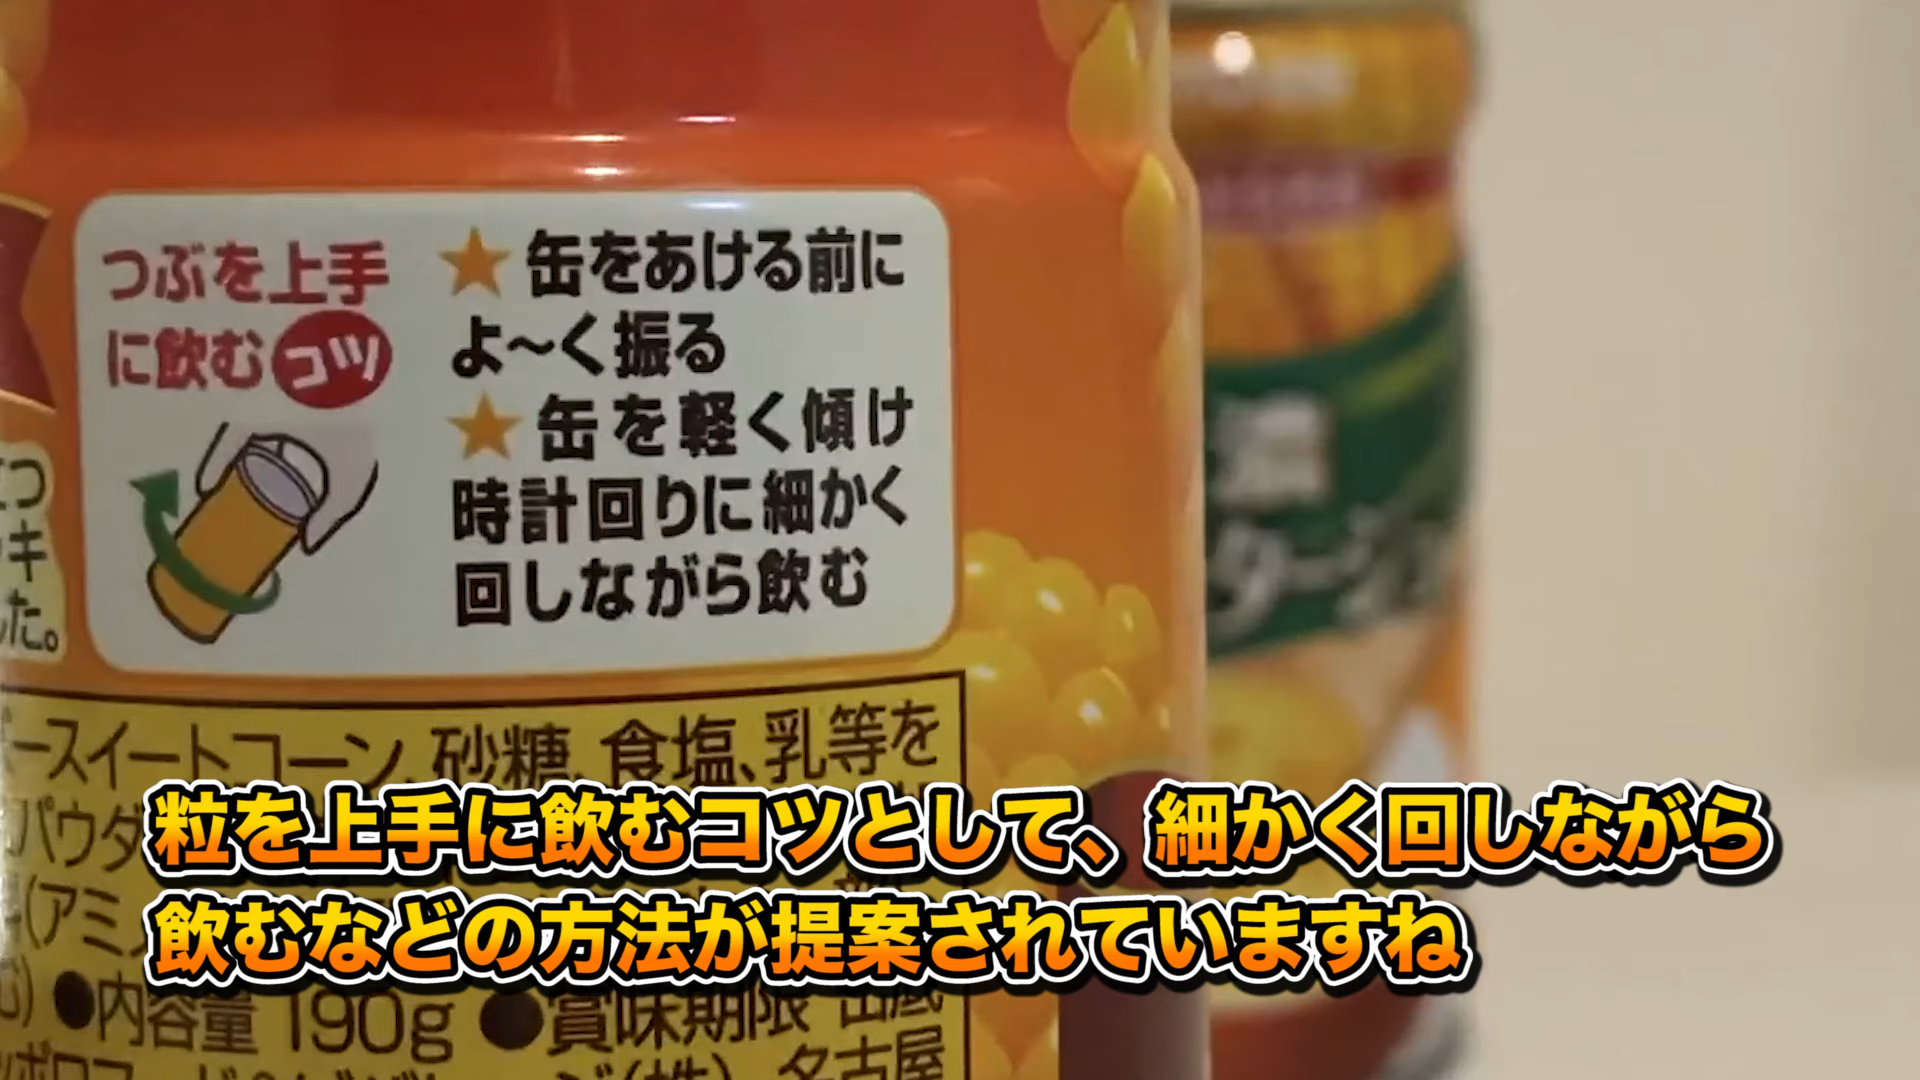 つぶを上手
に飲むコツ
★缶をあける前に
よ〜く振る
★缶を軽く傾け
時計回りに細かく
回しながら飲む
キ
た。
スイートコーン、砂糖、食塩、乳等を
パウダ
(アミ
●内容量 190g ●賞味期限
名古屋
粒を上手に飲むコツとして、細かく回しながら
飲むなどの方法が提案されていますね